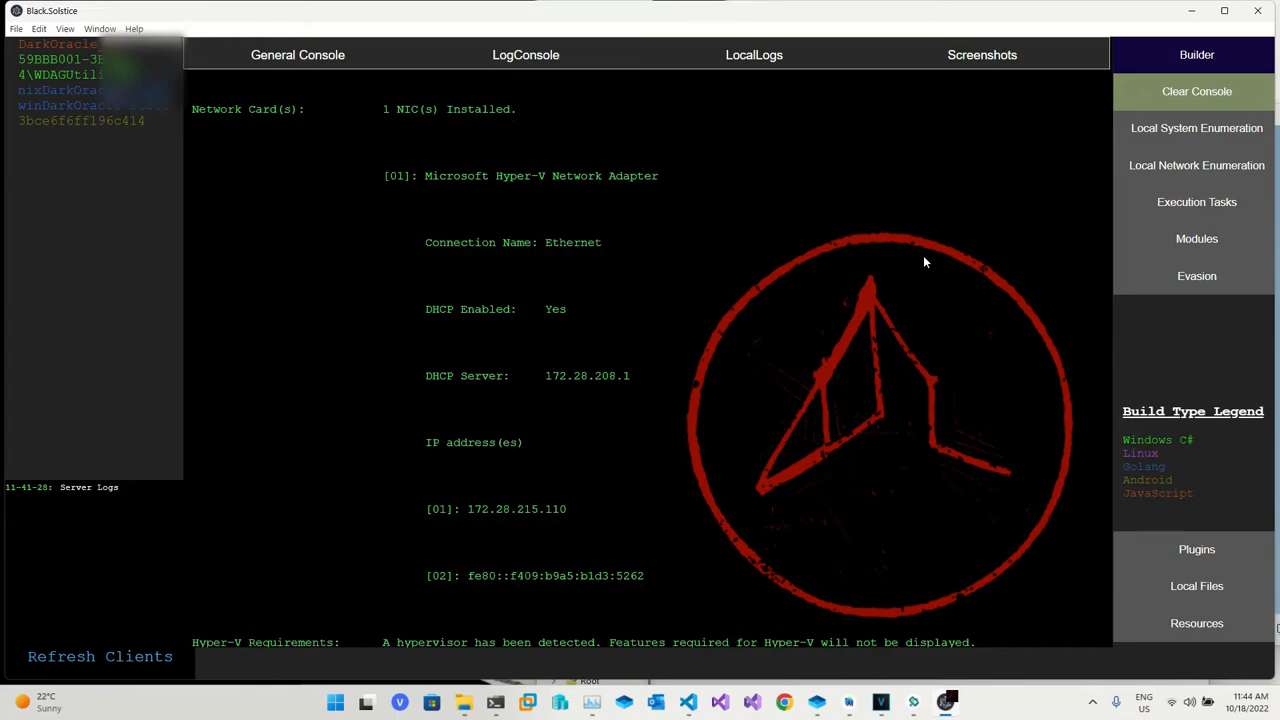 Black.Solstice
File Edit View Window Help
DarkOracle
59BBB001-3B
4\WDAGUtili
nixDarkOrac
winDarkOracle
3bce6f6ff196c414
General Console LogConsole LocalLogs Screenshots
Builder
Clear Console
Local System Enumeration
Local Network Enumeration
Execution Tasks
Modules
Evasion
Network Card(s): 1 NIC(s) Installed.
[01]: Microsoft Hyper-V Network Adapter
Connection Name: Ethernet
DHCP Enabled: Yes
DHCP Server: 172.28.208.1
IP address(es)
[01]: 172.28.215.110
[02]: fe80::f409:b9a5:b1d3:5262
Hyper-V Requirements: A hypervisor has been detected. Features required for Hyper-V will not be displayed.
Build Type Legend
Windows C#
Linux
Golang
Android
JavaScript
Plugins
Local Files
Resources
11-41-28: Server Logs
Refresh Clients
Root
22°C
Sunny
ENG
US
11:44 AM
10/18/2022